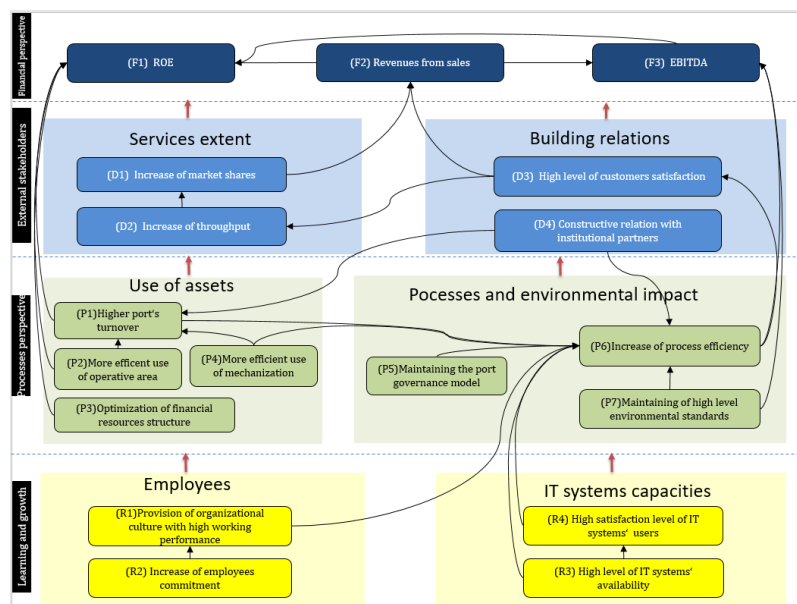 Financial perspective
(F1) ROE
(F2) Revenues from sales
(F3) EBITDA
External stakeholders
Services extent
Building relations
(D1) Increase of market shares
(D3) High level of customers satisfaction
(D2) Increase of throughput
(D4) Constructive relation with
institutional partners
Processes perspective
Use of assets
Pocesses and environmental impact
(P1)Higher port's
turnover
(P2)More efficent use
of operative area
(P4)More efficient use
of mechanization
(P3)Optimization of financial
resources structure
(P5)Maintaining the port
governance model
(P6)Increase of process efficiency
(P7)Maintaining of high level
environmental standards
Learning and growth
Employees
IT systems capacities
(R1)Provision of organizational
culture with high working
performance
(R4) High satisfaction level of IT
systems' users
(R2) Increase of employees
commitment
(R3) High level of IT systems'
availability